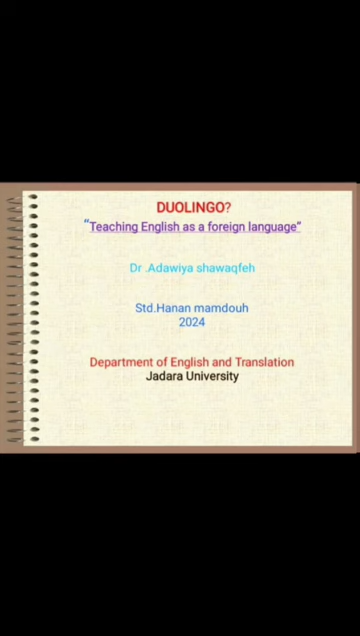 DUOLINGO?
“Teaching English as a foreign language”
Dr .Adawiya shawaqfeh
Std.Hanan mamdouh
2024
Department of English and Translation
Jadara University